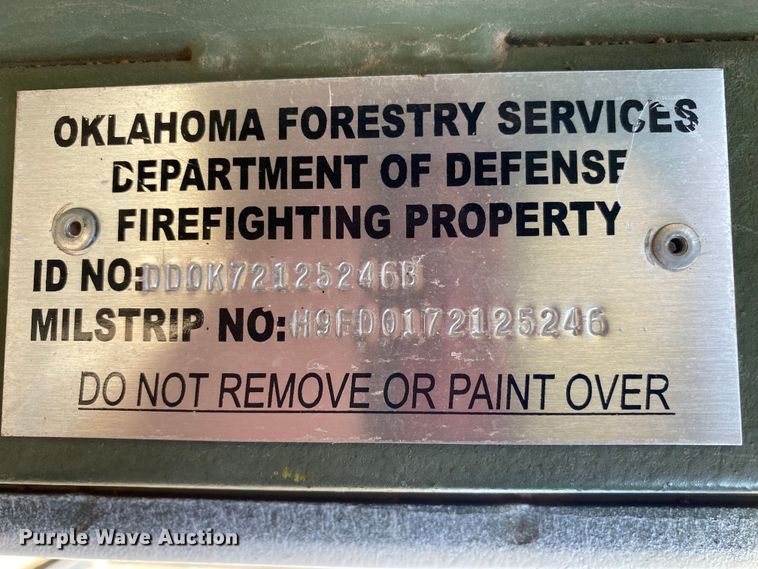 OKLAHOMA FORESTRY SERVICES
DEPARTMENT OF DEFENSE
FIREFIGHTING PROPERTY
ID NO: DDOK72125246B
MILSTRIP NO: H9FD0172125246
DO NOT REMOVE OR PAINT OVER
Purple Wave Auction